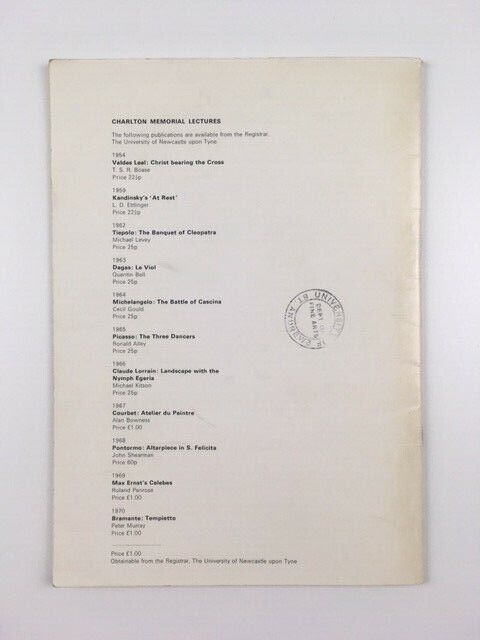 CHARLTON MEMORIAL LECTURES
The following publications are available from the Registrar,
The University of Newcastle upon Tyne
1954
Valdes Leal: Christ bearing the Cross
T. S. R. Boase
Price 22½p
1959
Kandinsky's 'At Rest'
L. D. Ettlinger
Price 22½p
1962
Tiepolo: The Banquet of Cleopatra
Michael Levey
Price 25p
1963
Degas: Le Viol
Quentin Bell
Price 25p
1964
Michelangelo: The Battle of Cascina
Cecil Gould
Price 25p
1965
Picasso: The Three Dancers
Ronald Alley
Price 25p
1966
Claude Lorrain: Landscape with the
Nymph Egeria
Michael Kitson
Price 25p
1967
Courbet: Atelier du Peintre
Alan Bowness
Price £1.00
1968
Pontormo: Altarpiece in S. Felicita
John Shearman
Price 60p
1969
Max Ernst's Celebes
Roland Penrose
Price £1.00
1970
Bramante: Tempietto
Peter Murray
Price £1.00
Price £1.00
Obtainable from the Registrar, The University of Newcastle upon Tyne
UNIVERSITY
DEPT OF
FINE ARTS